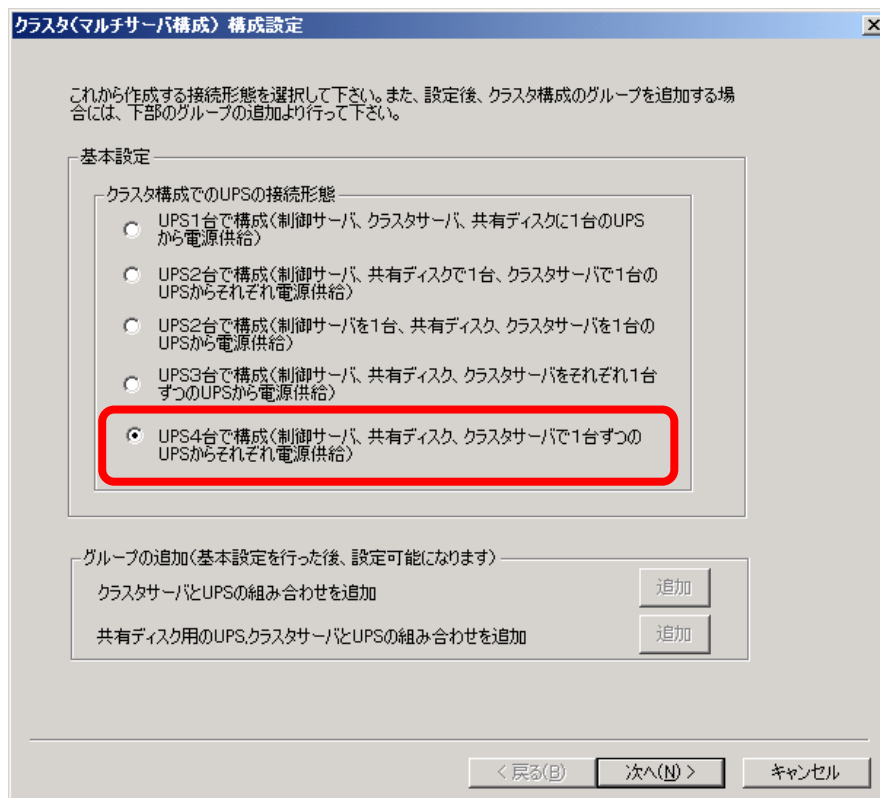 クラスタ(マルチサーバ構成) 構成設定
これから作成する接続形態を選択して下さい。また、設定後、クラスタ構成のグループを追加する場
合には、下部のグループの追加より行って下さい。
基本設定
クラスタ構成でのUPSの接続形態
UPS1台で構成(制御サーバ、クラスタサーバ、共有ディスクに1台のUPS
から電源供給)
UPS2台で構成(制御サーバ、共有ディスクで1台、クラスタサーバで1台の
UPSからそれぞれ電源供給)
UPS2台で構成(制御サーバを1台、共有ディスク、クラスタサーバを1台の
UPSから電源供給)
UPS3台で構成(制御サーバ、共有ディスク、クラスタサーバをそれぞれ1台
ずつのUPSから電源供給)
UPS4台で構成(制御サーバ、共有ディスク、クラスタサーバで1台ずつの
UPSからそれぞれ電源供給)
グループの追加(基本設定を行った後、設定可能になります)
クラスタサーバとUPSの組み合わせを追加
追加
共有ディスク用のUPS,クラスタサーバとUPSの組み合わせを追加
追加
< 戻る(B)
次へ(N) >
キャンセル